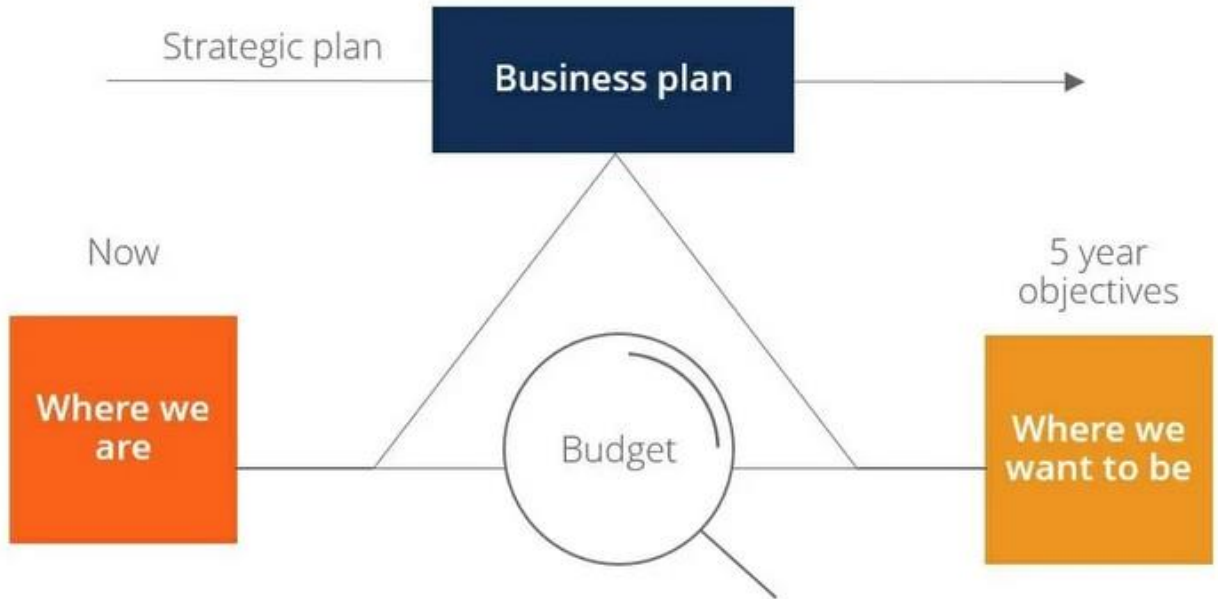 Strategic plan
Business plan
Now
5 year
objectives
Where we
are
Budget
Where we
want to be